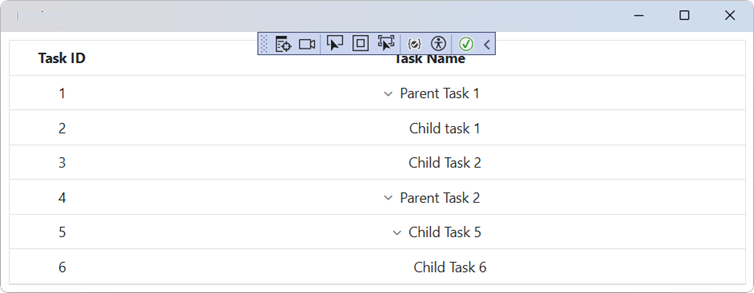 Task ID Task Name
1 Parent Task 1
2 Child task 1
3 Child Task 2
4 Parent Task 2
5 Child Task 5
6 Child Task 6